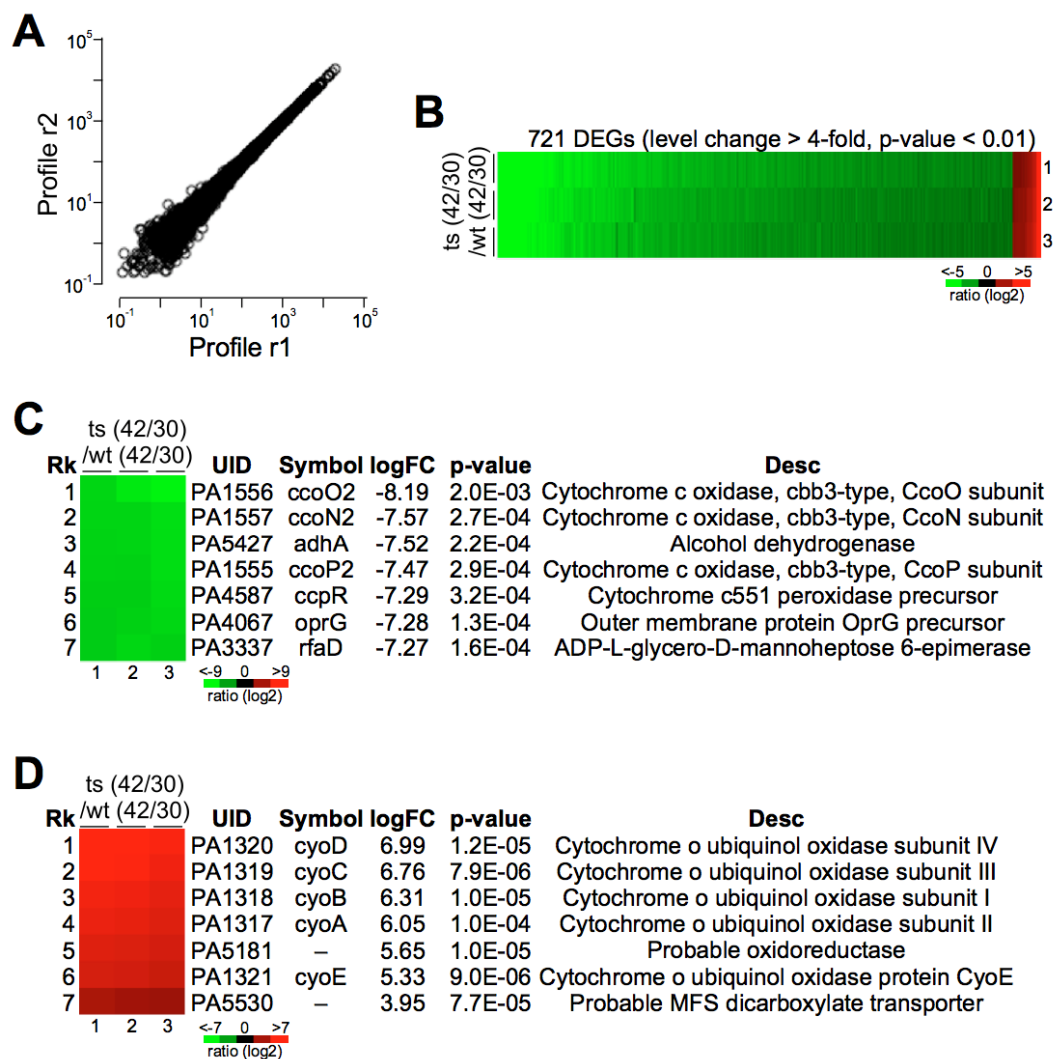 A
10⁵
10³
10¹
10⁻¹
Profile r2
10⁻¹ 10¹ 10³ 10⁵
Profile r1
B
721 DEGs (level change > 4-fold, p-value < 0.01)
ts (42/30)
/wt (42/30)
1
2
3
<-5 0 >5
ratio (log2)
C
ts (42/30)
/wt (42/30)
Rk UID Symbol logFC p-value Desc
1 PA1556 ccoO2 -8.19 2.0E-03 Cytochrome c oxidase, cbb3-type, CcoO subunit
2 PA1557 ccoN2 -7.57 2.7E-04 Cytochrome c oxidase, cbb3-type, CcoN subunit
3 PA5427 adhA -7.52 2.2E-04 Alcohol dehydrogenase
4 PA1555 ccoP2 -7.47 2.9E-04 Cytochrome c oxidase, cbb3-type, CcoP subunit
5 PA4587 ccpR -7.29 3.2E-04 Cytochrome c551 peroxidase precursor
6 PA4067 oprG -7.28 1.3E-04 Outer membrane protein OprG precursor
7 PA3337 rfaD -7.27 1.6E-04 ADP-L-glycero-D-mannoheptose 6-epimerase
1 2 3
<-9 0 >9
ratio (log2)
D
ts (42/30)
/wt (42/30)
Rk UID Symbol logFC p-value Desc
1 PA1320 cyoD 6.99 1.2E-05 Cytochrome o ubiquinol oxidase subunit IV
2 PA1319 cyoC 6.76 7.9E-06 Cytochrome o ubiquinol oxidase subunit III
3 PA1318 cyoB 6.31 1.0E-05 Cytochrome o ubiquinol oxidase subunit I
4 PA1317 cyoA 6.05 1.0E-04 Cytochrome o ubiquinol oxidase subunit II
5 PA5181 – 5.65 1.0E-05 Probable oxidoreductase
6 PA1321 cyoE 5.33 9.0E-06 Cytochrome o ubiquinol oxidase protein CyoE
7 PA5530 – 3.95 7.7E-05 Probable MFS dicarboxylate transporter
1 2 3
<-7 0 >7
ratio (log2)